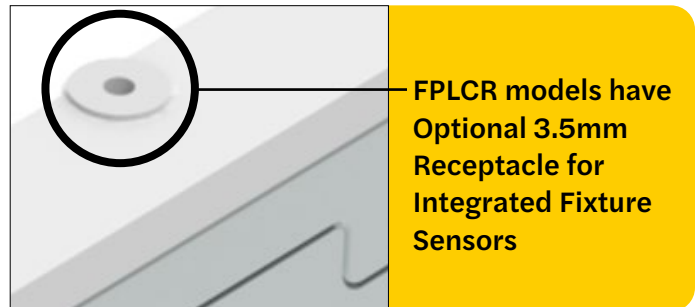 FPLCR models have
Optional 3.5mm
Receptacle for
Integrated Fixture
Sensors